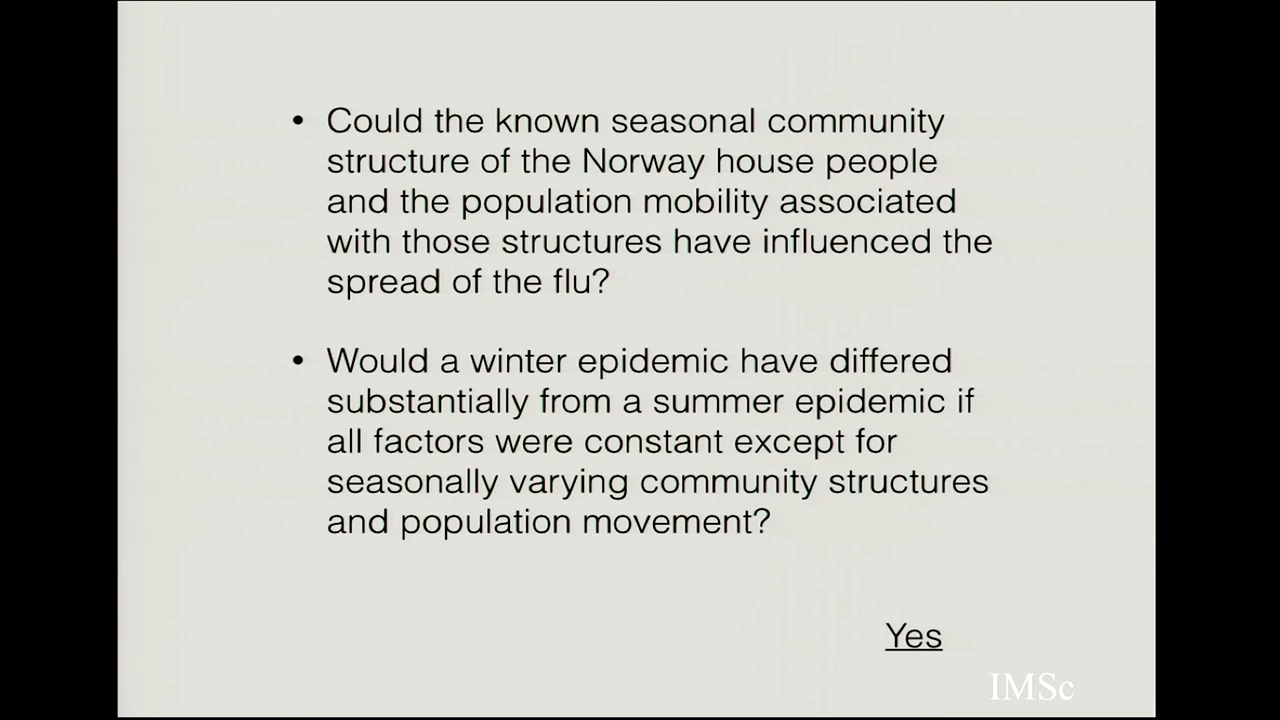 • Could the known seasonal community
structure of the Norway house people
and the population mobility associated
with those structures have influenced the
spread of the flu?
• Would a winter epidemic have differed
substantially from a summer epidemic if
all factors were constant except for
seasonally varying community structures
and population movement?
Yes
IMSc